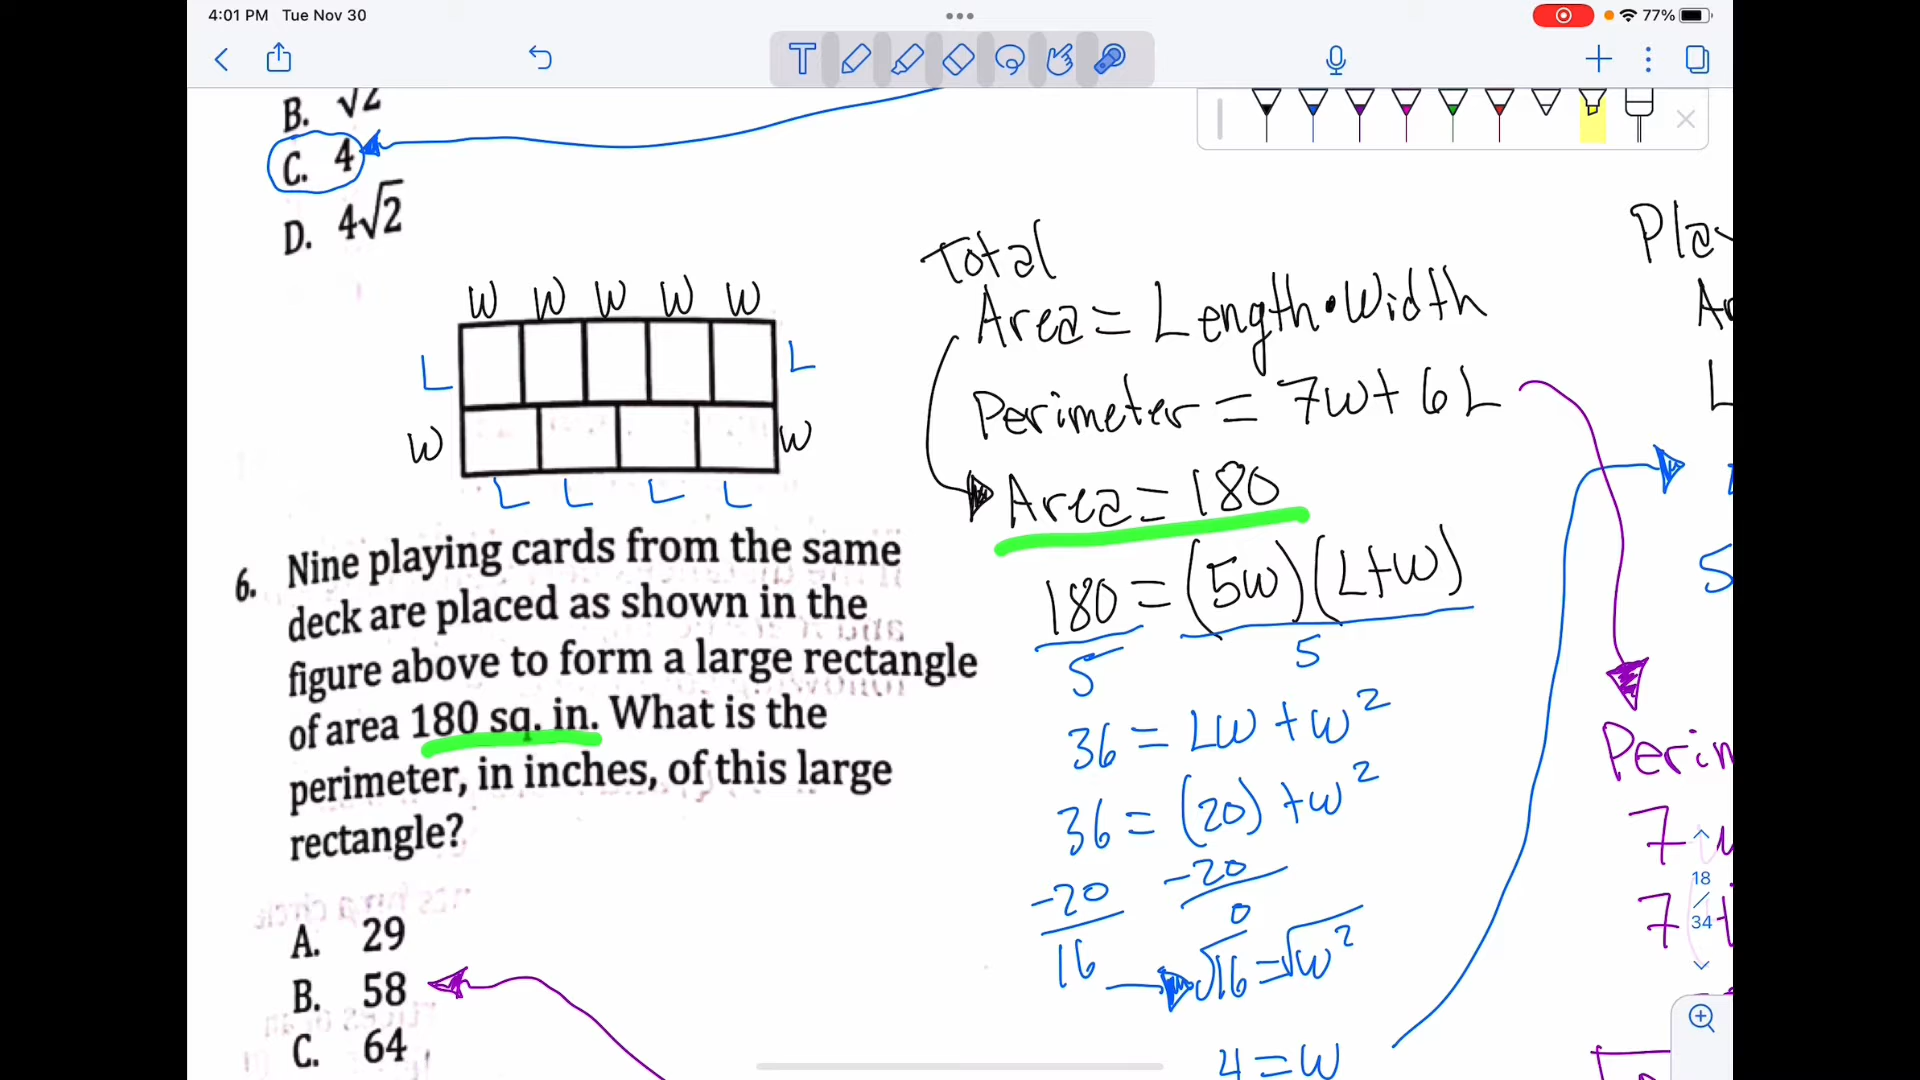 4:01 PM Tue Nov 30
77%
T
B. √2
C. 4
D. 4√2
W W W W W
L L
W W
L L L L
6. Nine playing cards from the same
deck are placed as shown in the
figure above to form a large rectangle
of area 180 sq. in. What is the
perimeter, in inches, of this large
rectangle?
A. 29
B. 58
C. 64
Total
Area = Length • Width
Perimeter = 7W + 6L
Area = 180
180 = (5W)(L+W)
5 5
36 = LW + W²
36 = (20) + W²
-20 -20
16 0
√16 = √W²
4 = W
Pla
A
L
5
Perim
7
7
18
/
34